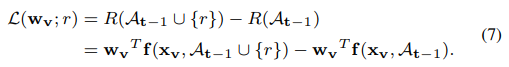 ℒ(w_v; r) = R(𝒜_{t−1} ∪ {r}) − R(𝒜_{t−1})
= w_v^T f(x_v, 𝒜_{t−1} ∪ {r}) − w_v^T f(x_v, 𝒜_{t−1}). (7)